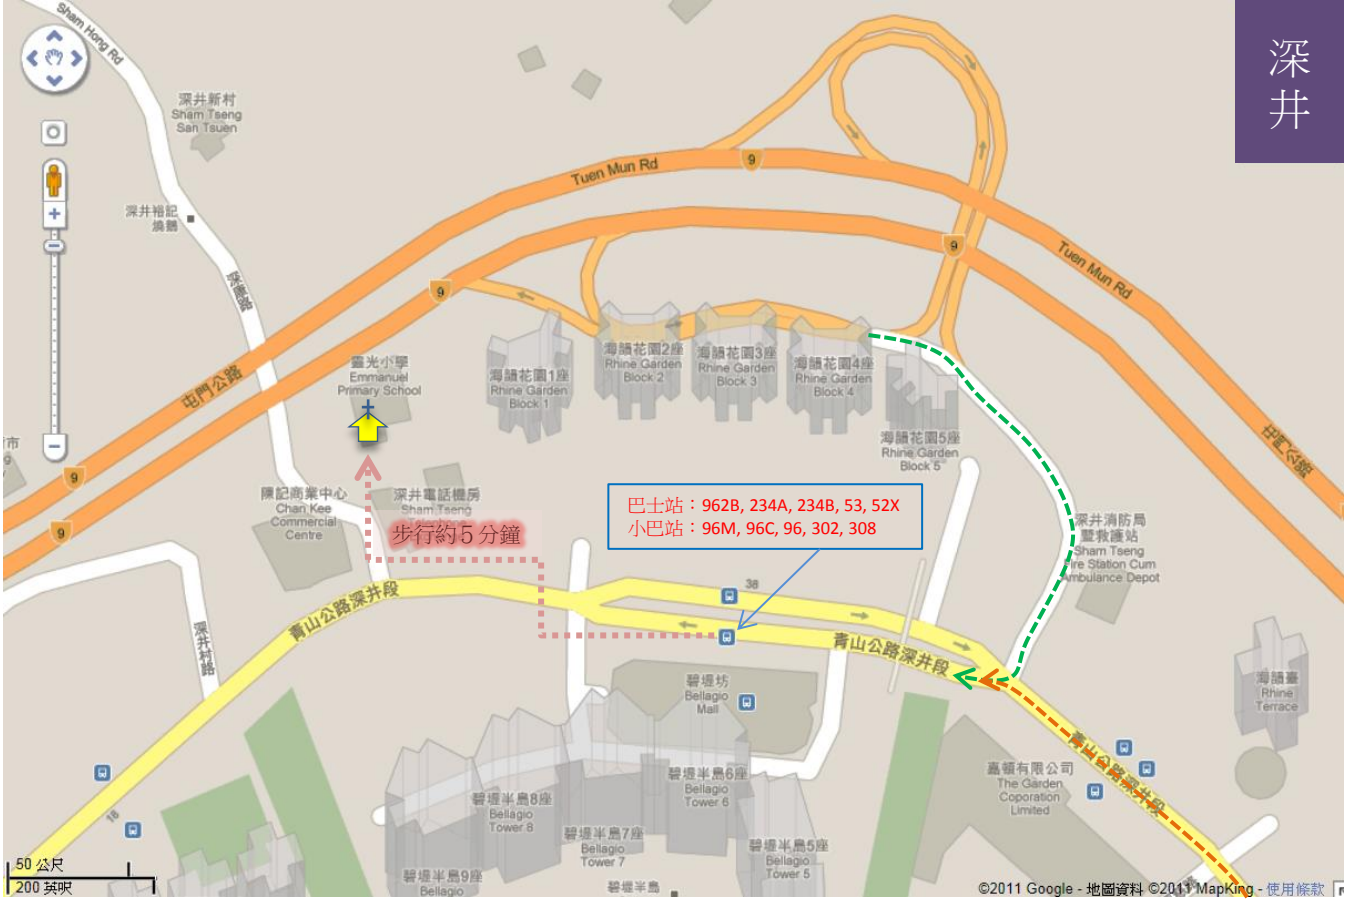 Sham Hong Rd
深井
深井新村
Sham Tseng
San Tsuen
Tuen Mun Rd
9
深井裕記
燒鵝
9
Tuen Mun Rd
深康路
9
屯門公路
靈光小學
Emmanuel
Primary School
海韻花園1座
Rhine Garden
Block 1
海韻花園2座
Rhine Garden
Block 2
海韻花園3座
Rhine Garden
Block 3
海韻花園4座
Rhine Garden
Block 4
海韻花園5座
Rhine Garden
Block 5
屯門公路
市
9
9
陳記商業中心
Chan Kee
Commercial
Centre
深井電話機房
Sham Tseng
步行約5分鐘
巴士站：962B, 234A, 234B, 53, 52X
小巴站：96M, 96C, 96, 302, 308
深井消防局
暨救護站
Sham Tseng
Fire Station Cum
Ambulance Depot
38
青山公路深井段
青山公路深井段
深井村路
碧堤坊
Bellagio
Mall
海韻臺
Rhine
Terrace
青山公路深井段
嘉頓有限公司
The Garden
Coporation
Limited
碧堤半島6座
Bellagio
Tower 6
碧堤半島8座
Bellagio
Tower 8
碧堤半島7座
Bellagio
Tower 7
碧堤半島5座
Bellagio
Tower 5
碧堤半島9座
Bellagio
碧堤半島
18
50 公尺
200 英呎
©2011 Google - 地圖資料 ©2011 MapKing - 使用條款